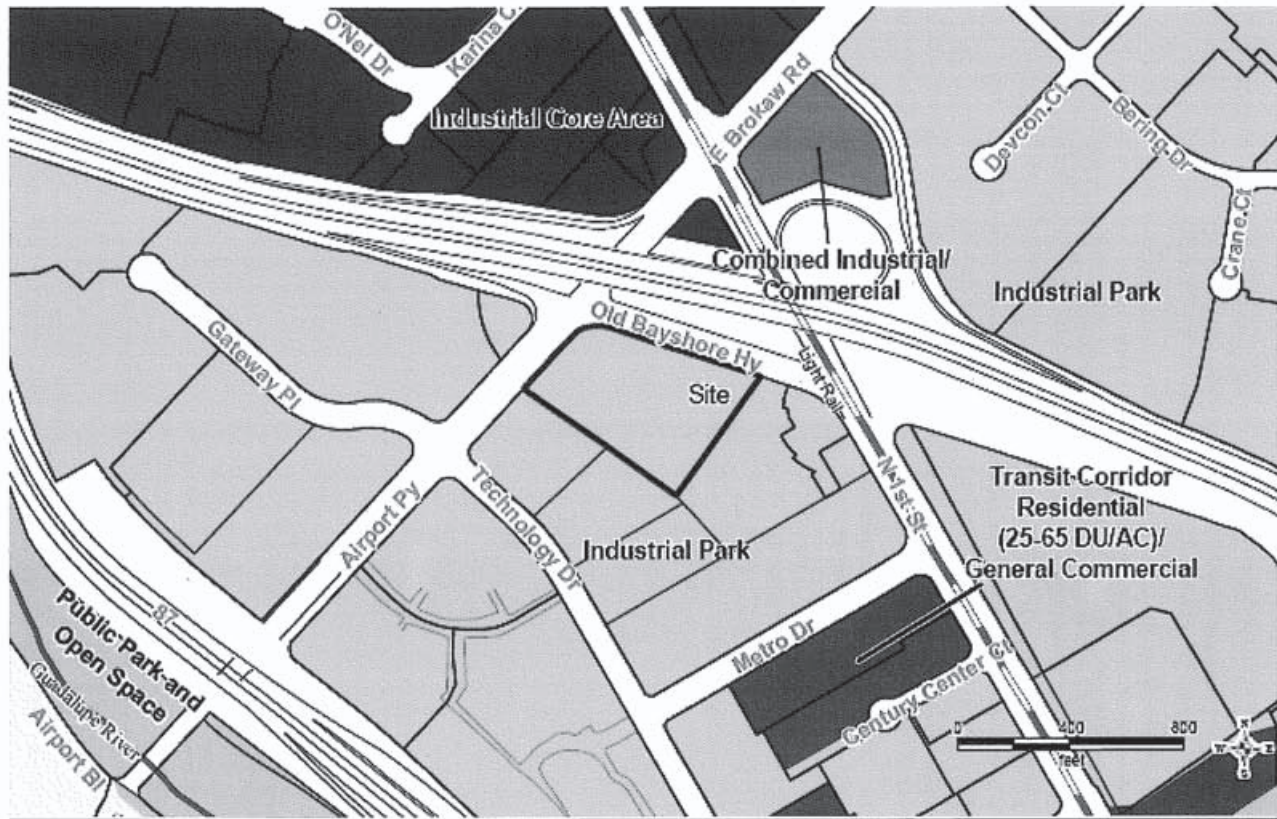 O'Nel Dr
Karina C
Industrial Core Area
E Brokaw Rd
Devcon Ct
Bering Dr
Crane Ct
Combined Industrial/
Commercial
Industrial Park
Old Bayshore Hy
Light Rail
Site
Gateway Pl
N 1st St
Transit Corridor
Residential
(25-65 DU/AC)/
General Commercial
Airport Py
Technology Dr
Industrial Park
87
Public Park and
Open Space
Guadalupe River
Airport Bl
Metro Dr
Century Center Ct
0 400 800
feet
N
W E
S